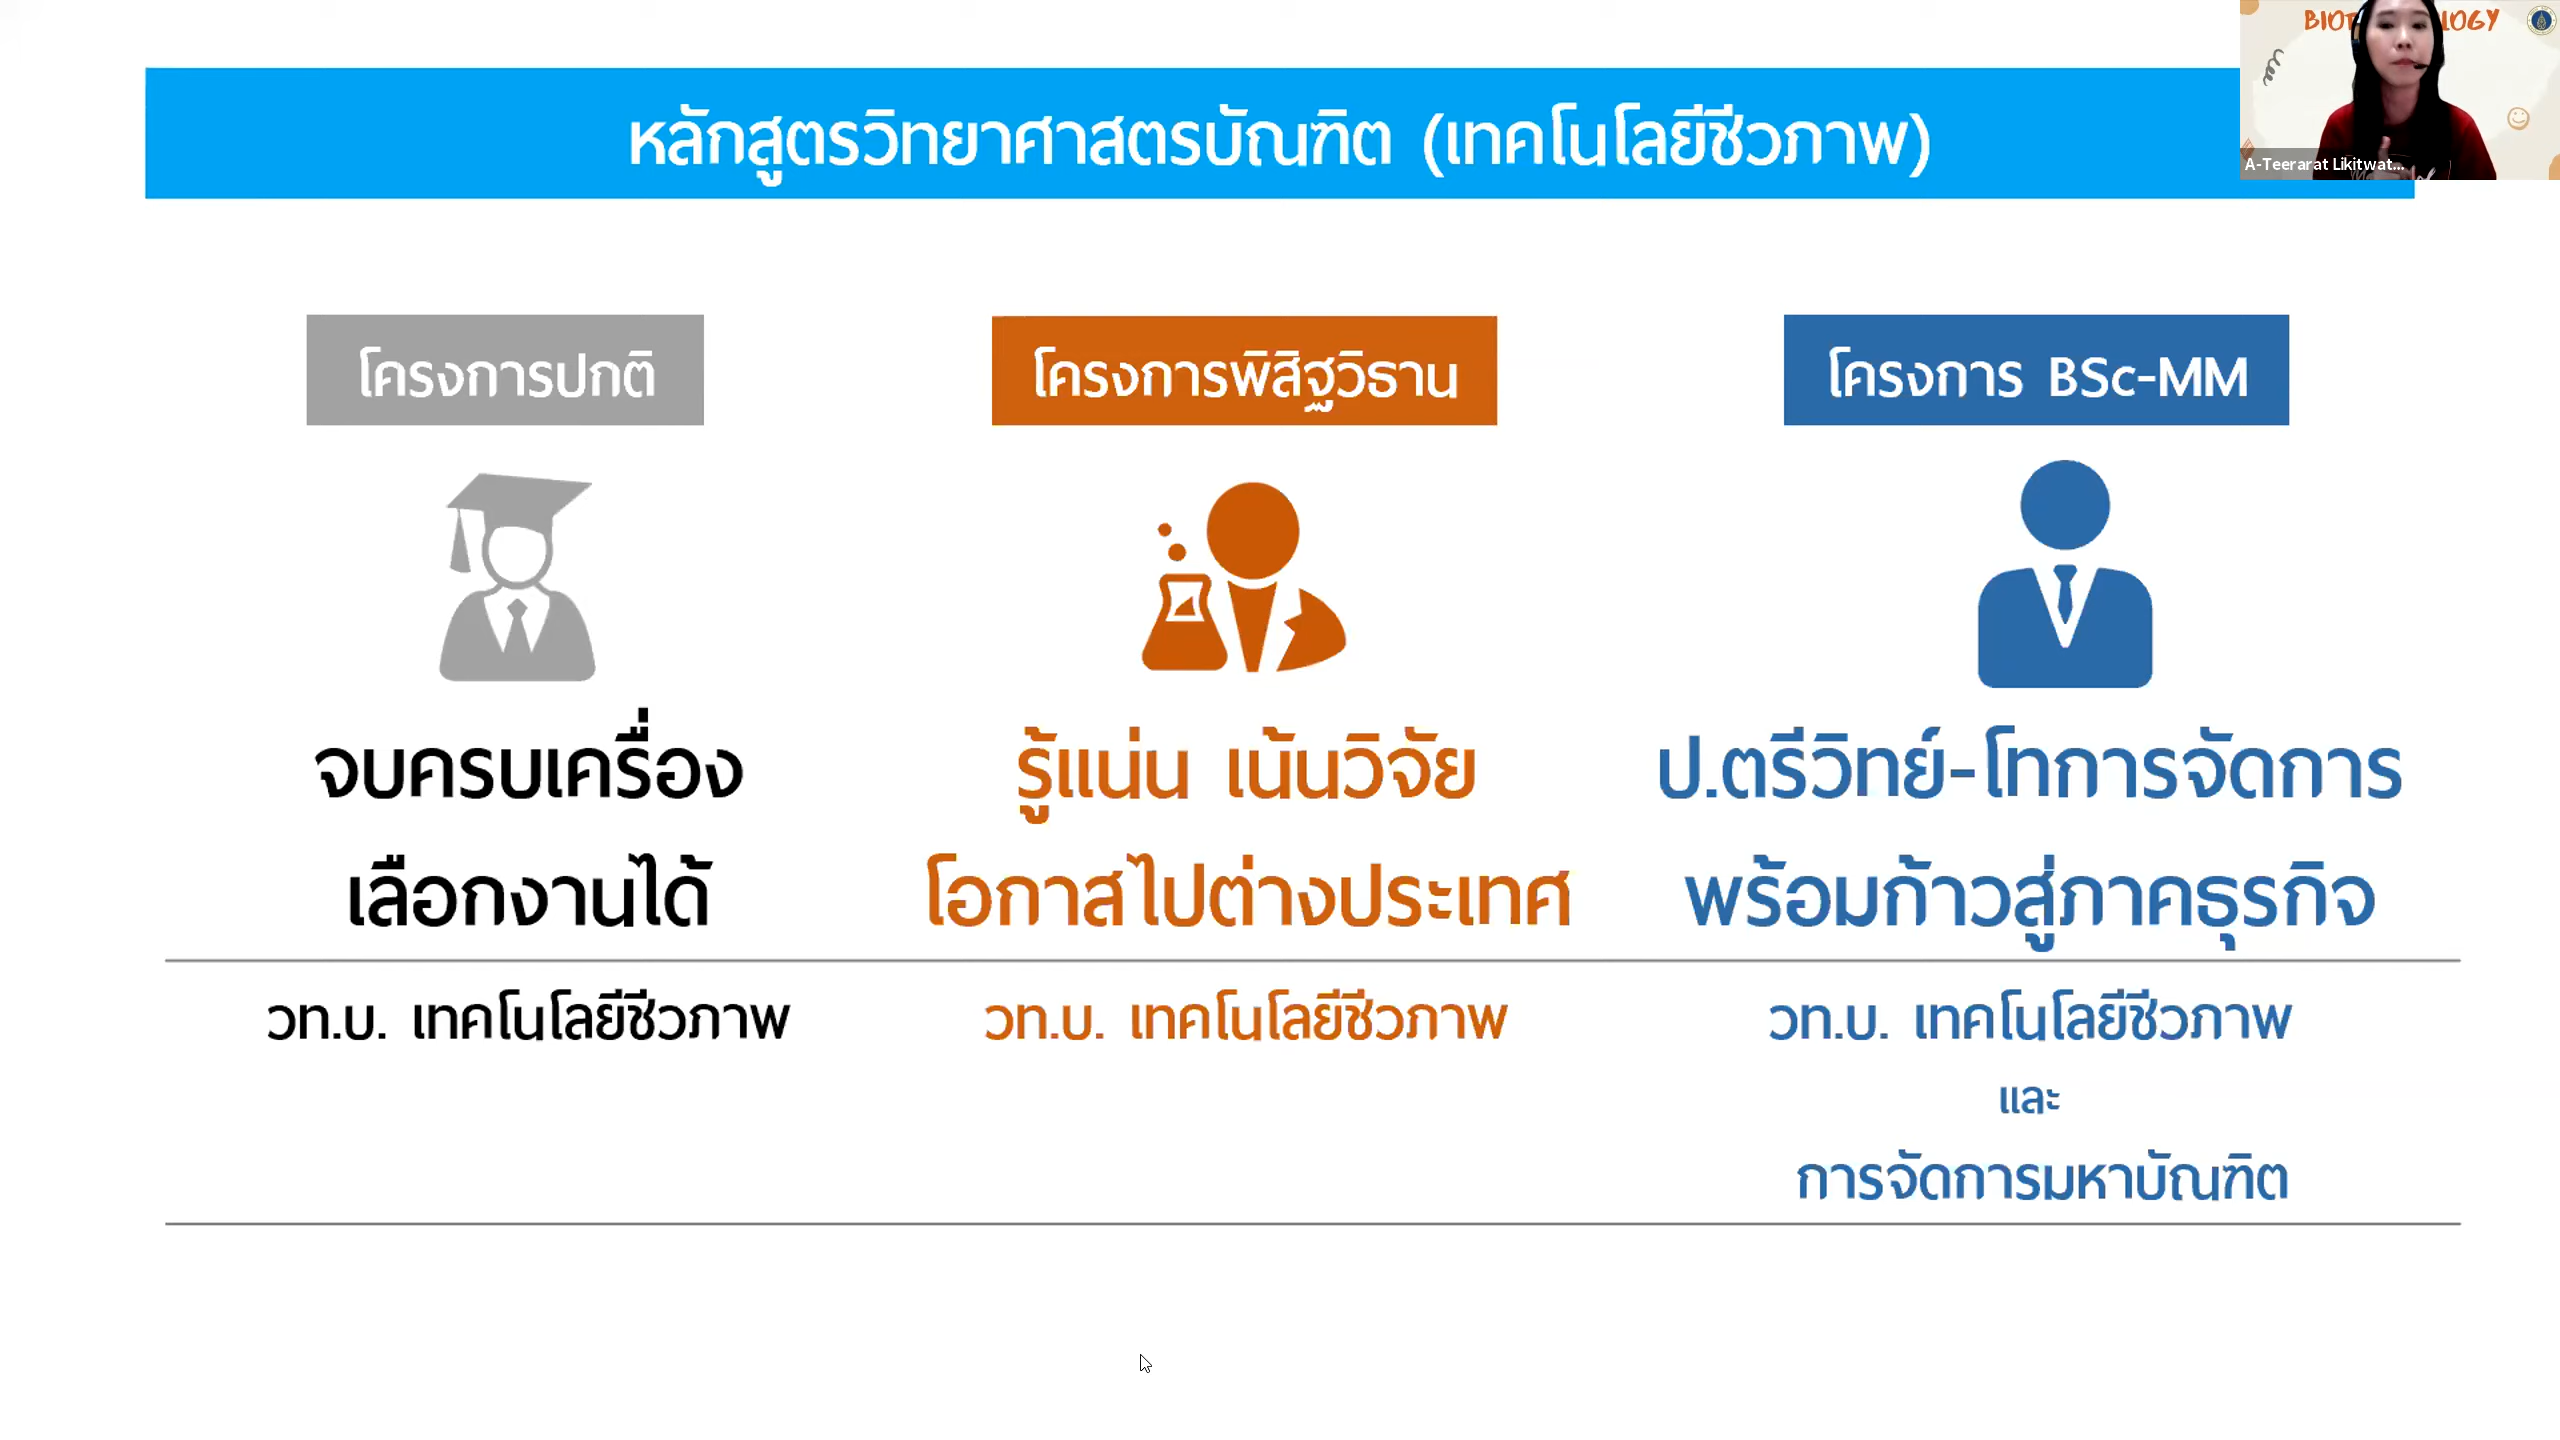 หลักสูตรวิทยาศาสตรบัณฑิต (เทคโนโลยีชีวภาพ)
A-Teerarat Likitwat...
โครงการปกติ
โครงการพิสิฐวิธาน
โครงการ BSc-MM
จบครบเครื่อง
เลือกงานได้
รู้แน่น เน้นวิจัย
โอกาสไปต่างประเทศ
ป.ตรีวิทย์-โทการจัดการ
พร้อมก้าวสู่ภาคธุรกิจ
วท.บ. เทคโนโลยีชีวภาพ
วท.บ. เทคโนโลยีชีวภาพ
วท.บ. เทคโนโลยีชีวภาพ
และ
การจัดการมหาบัณฑิต